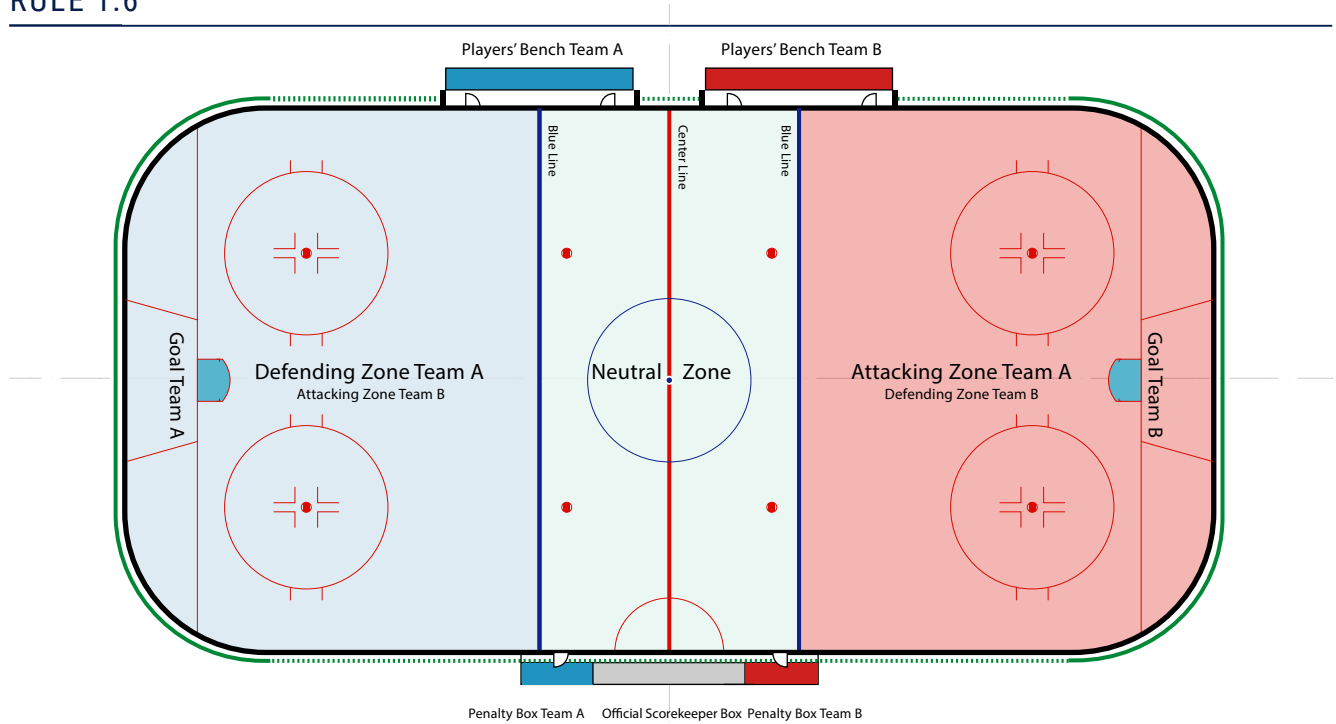 RULE 1.6
Players' Bench Team A
Players' Bench Team B
Blue Line
Center Line
Blue Line
Goal Team A
Defending Zone Team A
Attacking Zone Team B
Neutral Zone
Attacking Zone Team A
Defending Zone Team B
Goal Team B
Penalty Box Team A
Official Scorekeeper Box
Penalty Box Team B